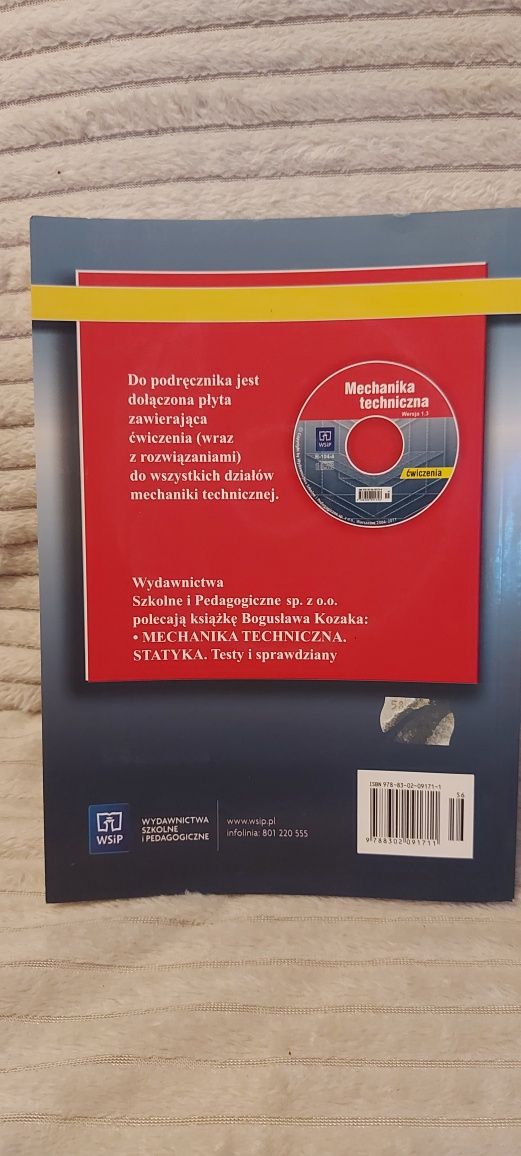 Do podręcznika jest
dołączona płyta
zawierająca
ćwiczenia (wraz
z rozwiązaniami)
do wszystkich działów
mechaniki technicznej.
Mechanika
techniczna
Wersja 1.3
WSiP
ćwiczenia
Wydawnictwa
Szkolne i Pedagogiczne sp. z o.o.
polecają książkę Bogusława Kozaka:
• MECHANIKA TECHNICZNA.
STATYKA. Testy i sprawdziany
WSiP
WYDAWNICTWA
SZKOLNE
i PEDAGOGICZNE
www.wsip.pl
infolinia: 801 220 555
ISBN 978-83-02-09171-1
56
9 788302 091711